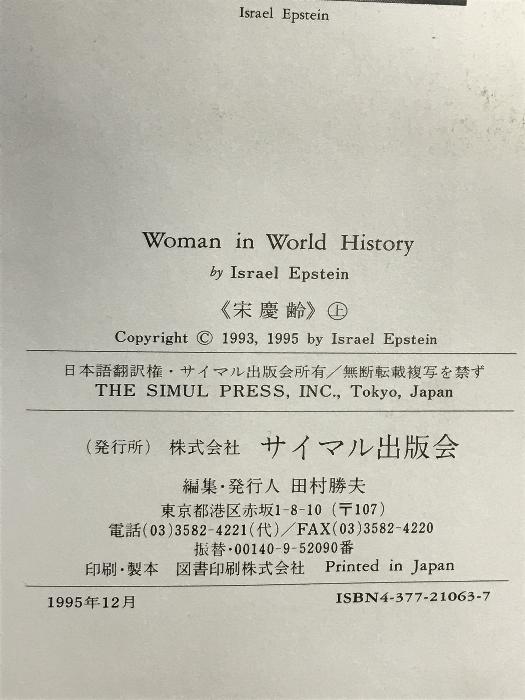 Israel Epstein
Woman in World History
by Israel Epstein
《宋慶齢》㊤
Copyright © 1993, 1995 by Israel Epstein
日本語翻訳権・サイマル出版会所有／無断転載複写を禁ず
THE SIMUL PRESS, INC., Tokyo, Japan
(発行所) 株式会社 サイマル出版会
編集・発行人 田村勝夫
東京都港区赤坂1-8-10 (〒107)
電話(03)3582-4221(代)／FAX(03)3582-4220
振替・00140-9-52090番
印刷・製本 図書印刷株式会社 Printed in Japan
1995年12月 ISBN4-377-21063-7